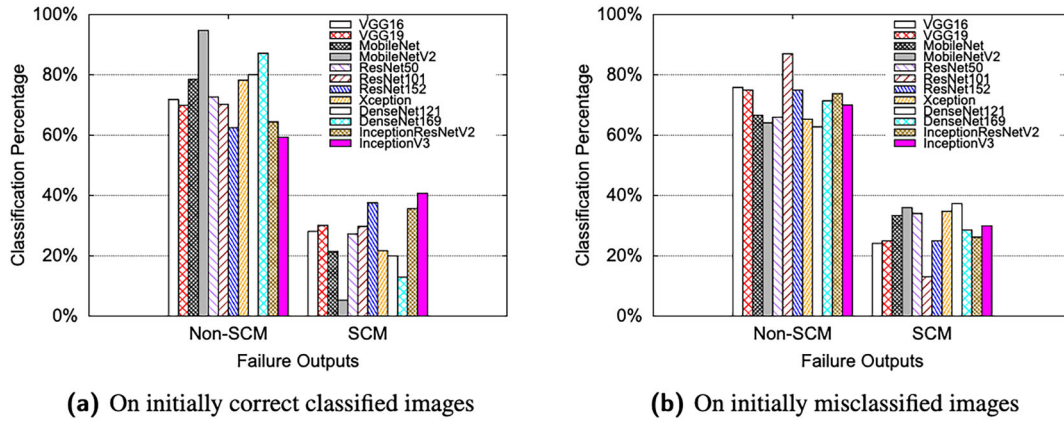 100%
80%
60%
40%
20%
0%
Classification Percentage
VGG16
VGG19
MobileNet
MobileNetV2
ResNet50
ResNet101
ResNet152
Xception
DenseNet121
DenseNet169
InceptionResNetV2
InceptionV3
Non-SCM SCM
Failure Outputs
(a) On initially correct classified images
100%
80%
60%
40%
20%
0%
Classification Percentage
VGG16
VGG19
MobileNet
MobileNetV2
ResNet50
ResNet101
ResNet152
Xception
DenseNet121
DenseNet169
InceptionResNetV2
InceptionV3
Non-SCM SCM
Failure Outputs
(b) On initially misclassified images